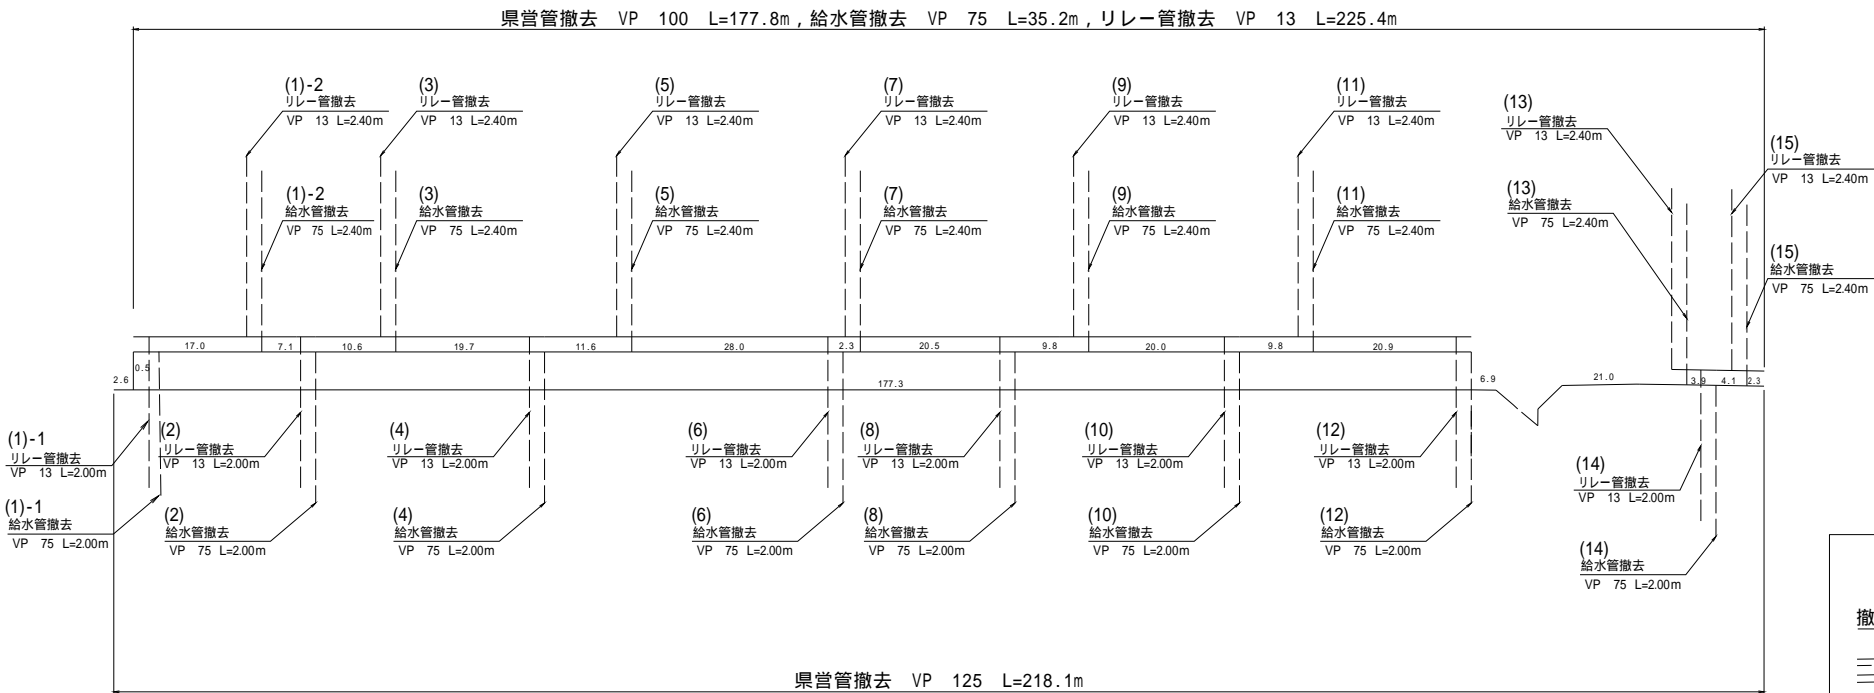 県営管撤去 VP 100 L=177.8m , 給水管撤去 VP 75 L=35.2m , リレー管撤去 VP 13 L=225.4m
(1)-2
リレー管撤去
VP 13 L=2.40m
(3)
リレー管撤去
VP 13 L=2.40m
(5)
リレー管撤去
VP 13 L=2.40m
(7)
リレー管撤去
VP 13 L=2.40m
(9)
リレー管撤去
VP 13 L=2.40m
(11)
リレー管撤去
VP 13 L=2.40m
(13)
リレー管撤去
VP 13 L=2.40m
(15)
リレー管撤去
VP 13 L=2.40m
(1)-2
給水管撤去
VP 75 L=2.40m
(3)
給水管撤去
VP 75 L=2.40m
(5)
給水管撤去
VP 75 L=2.40m
(7)
給水管撤去
VP 75 L=2.40m
(9)
給水管撤去
VP 75 L=2.40m
(11)
給水管撤去
VP 75 L=2.40m
(13)
給水管撤去
VP 75 L=2.40m
(15)
給水管撤去
VP 75 L=2.40m
17.0 7.1 10.6 19.7 11.6 28.0 2.3 20.5 9.8 20.0 9.8 20.9
2.6 0.5 177.3 6.9 21.0 3.9 4.1 2.3
(1)-1
リレー管撤去
VP 13 L=2.00m
(2)
リレー管撤去
VP 13 L=2.00m
(4)
リレー管撤去
VP 13 L=2.00m
(6)
リレー管撤去
VP 13 L=2.00m
(8)
リレー管撤去
VP 13 L=2.00m
(10)
リレー管撤去
VP 13 L=2.00m
(12)
リレー管撤去
VP 13 L=2.00m
(14)
リレー管撤去
VP 13 L=2.00m
(1)-1
給水管撤去
VP 75 L=2.00m
(2)
給水管撤去
VP 75 L=2.00m
(4)
給水管撤去
VP 75 L=2.00m
(6)
給水管撤去
VP 75 L=2.00m
(8)
給水管撤去
VP 75 L=2.00m
(10)
給水管撤去
VP 75 L=2.00m
(12)
給水管撤去
VP 75 L=2.00m
(14)
給水管撤去
VP 75 L=2.00m
撤
県営管撤去 VP 125 L=218.1m